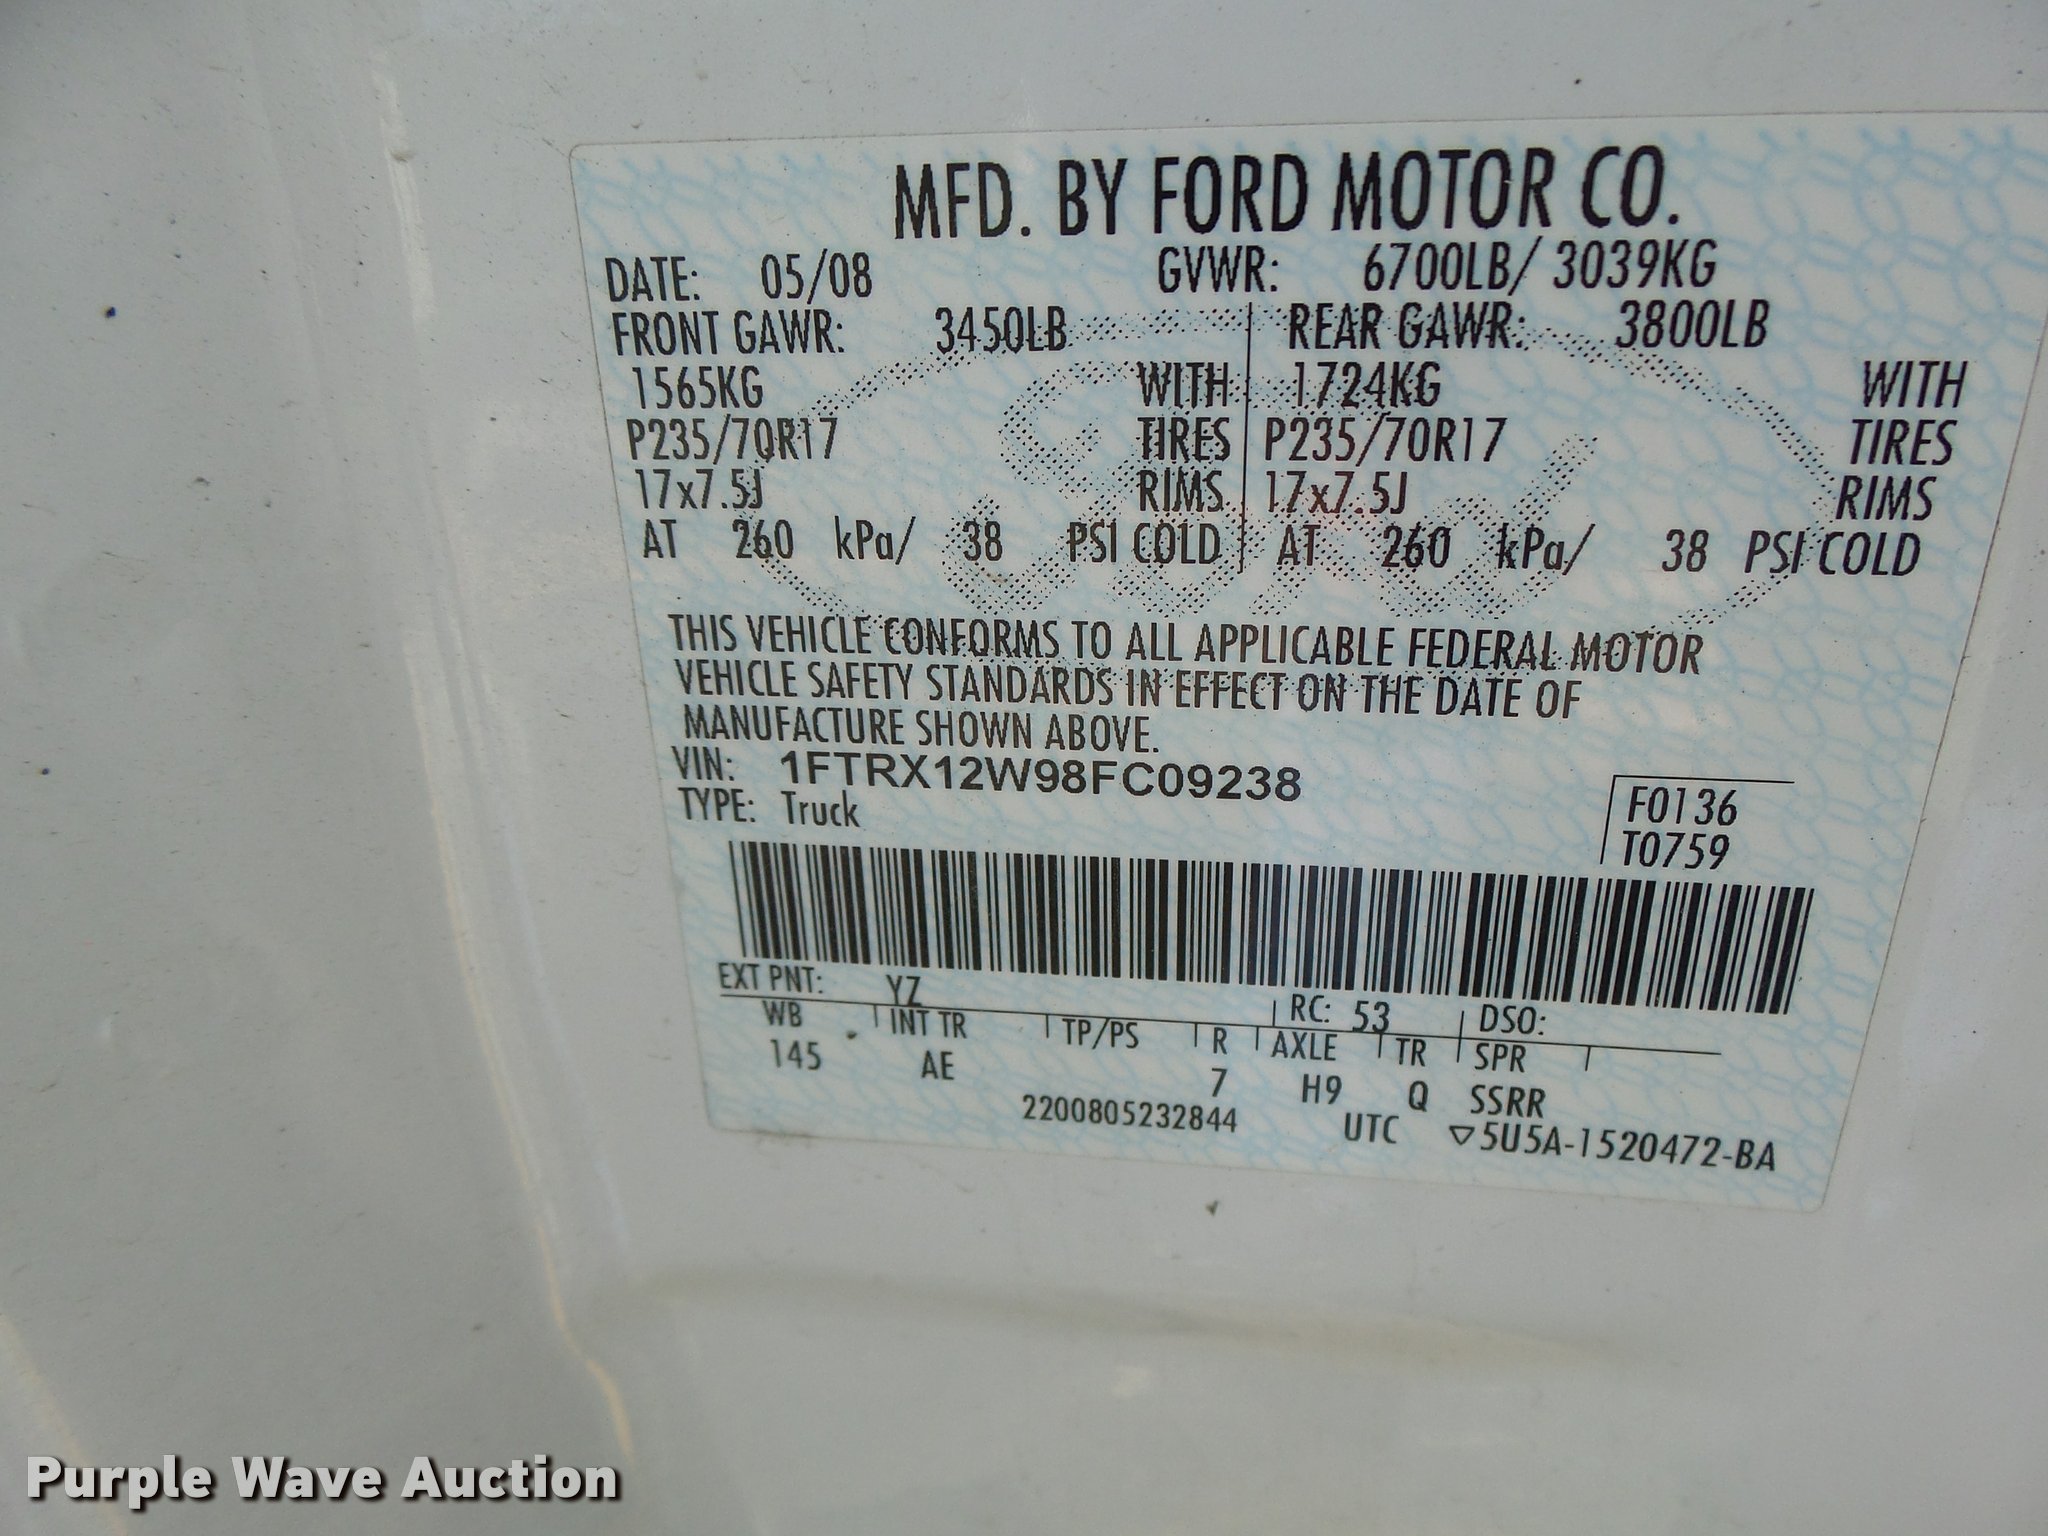 MFD. BY FORD MOTOR CO.
DATE: 05/08 GVWR: 6700LB/ 3039KG
FRONT GAWR: 3450LB REAR GAWR: 3800LB
1565KG WITH 1724KG WITH
P235/70R17 TIRES P235/70R17 TIRES
17x7.5J RIMS 17x7.5J RIMS
AT 260 kPa/ 38 PSI COLD AT 260 kPa/ 38 PSI COLD
THIS VEHICLE CONFORMS TO ALL APPLICABLE FEDERAL MOTOR
VEHICLE SAFETY STANDARDS IN EFFECT ON THE DATE OF
MANUFACTURE SHOWN ABOVE.
VIN: 1FTRX12W98FC09238
TYPE: Truck
F0136
T0759
EXT PNT: YZ RC: 53 DSO:
WB INT TR TP/PS R AXLE TR SPR
145 AE 7 H9 Q SSRR
2200805232844 UTC ▽5U5A-1520472-BA
Ford
Purple Wave Auction